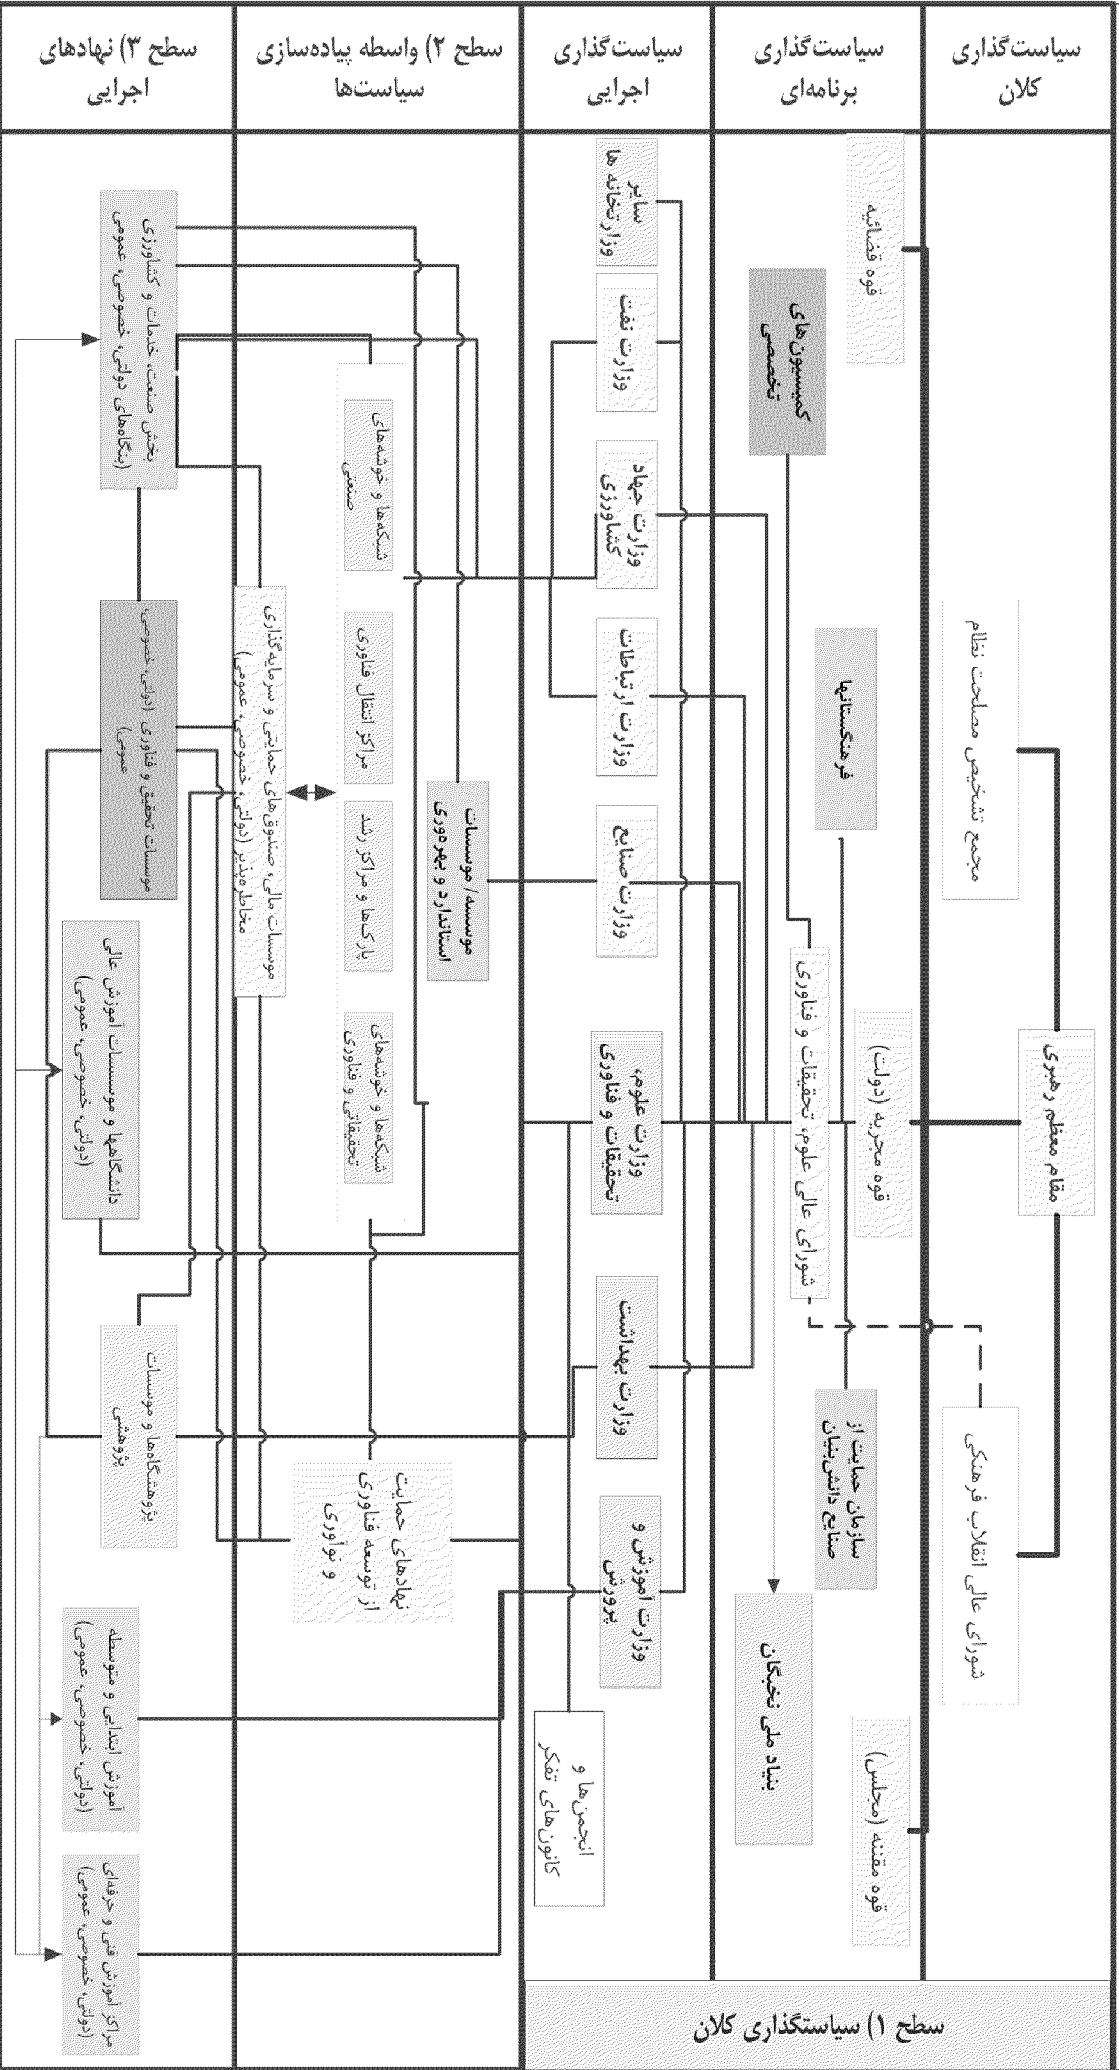 سیاست‌گذاری
کلان
سیاست‌گذاری
برنامه‌ای
سیاست‌گذاری
اجرایی
سطح ۲) واسطه پیاده‌سازی
سیاست‌ها
سطح ۳) نهادهای
اجرایی
سطح ۱) سیاستگذاری کلان
مقام معظم رهبری
مجمع تشخیص مصلحت نظام
شورای عالی انقلاب فرهنگی
قوه قضائیه
قوه مجریه (دولت)
قوه مقننه (مجلس)
کمیسیون‌های
تخصصی
فرهنگستانها
شورای عالی علوم، تحقیقات و فناوری
سازمان حمایت از
صنایع دانش‌بنیان
بنیاد ملی نخبگان
سایر
وزارتخانه ها
وزارت نفت
وزارت جهاد
کشاورزی
وزارت ارتباطات
وزارت صنایع
وزارت علوم،
تحقیقات و فناوری
وزارت بهداشت
وزارت آموزش و
پرورش
انجمن‌ها و
کانون‌های تفکر
موسسه/ موسسات
استاندارد و بهره‌وری
شبکه‌ها و خوشه‌های
صنعتی
مراکز انتقال فناوری
پارک‌ها و مراکز رشد
شبکه‌ها و خوشه‌های
تحقیقاتی و فناوری
نهادهای حمایت
از توسعه فناوری
و نوآوری
موسسات مالی، صندوق‌های حمایتی و سرمایه‌گذاری
مخاطره‌پذیر (دولتی، خصوصی، عمومی)
بخش صنعت، خدمات و کشاورزی
(بنگاه‌های دولتی، خصوصی، عمومی)
موسسات تحقیق و فناوری (دولتی، خصوصی،
عمومی)
دانشگاهها و موسسات آموزش عالی
(دولتی، خصوصی، عمومی)
پژوهشگاه‌ها و موسسات
پژوهشی
آموزش ابتدایی و متوسطه
(دولتی، خصوصی، عمومی)
مراکز آموزش فنی و حرفه‌ای
(دولتی، خصوصی، عمومی)